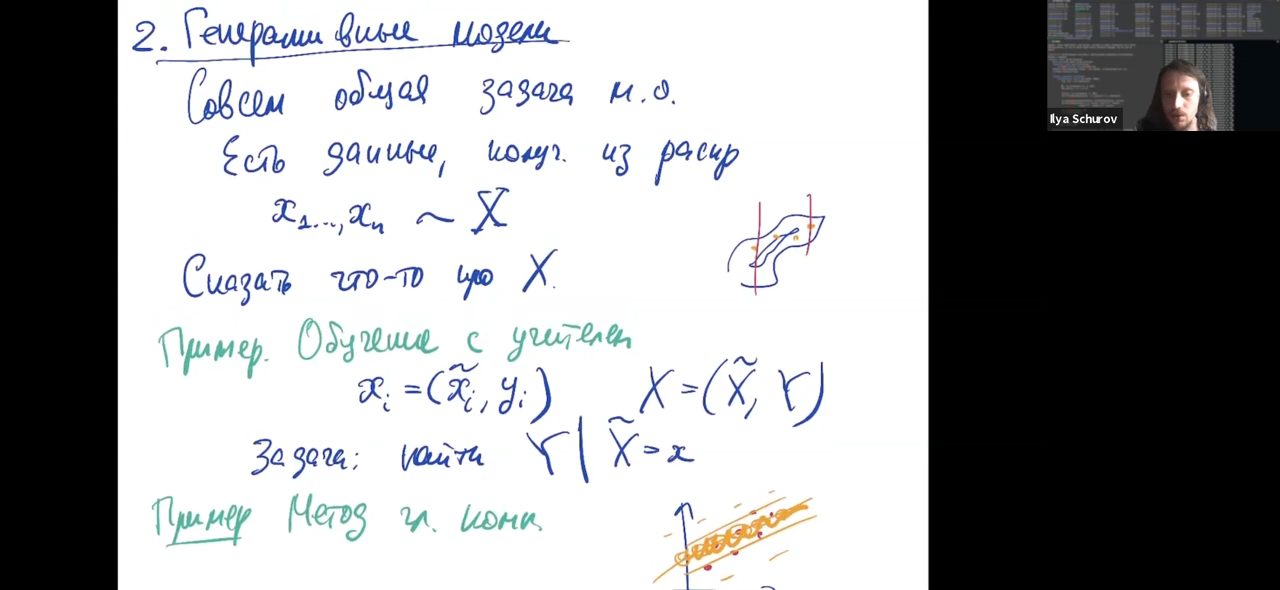 2. Генеративные модели
Совсем общая задача м.о.
Есть данные, получ. из распр
x₁...,xₙ ~ X
Сказать что-то про X.
Пример. Обучение с учителем
xᵢ = (x̃ᵢ, yᵢ) X = (X̃, Y)
Задача: найти Y | X̃ = x
Пример Метод гл. комп.
Ilya Schurov